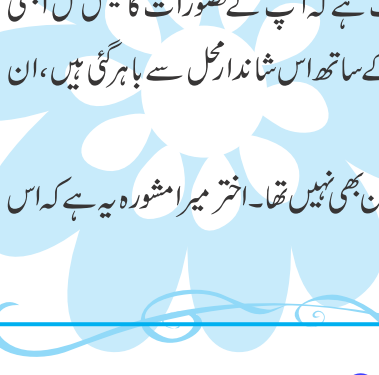 ہے کہ آپ کے تصورات کا
کے ساتھ اس شاندار محل سے باہر گئی ہیں، ان
بھی نہیں تھا۔ اختر میرا مشورہ یہ ہے کہ اس